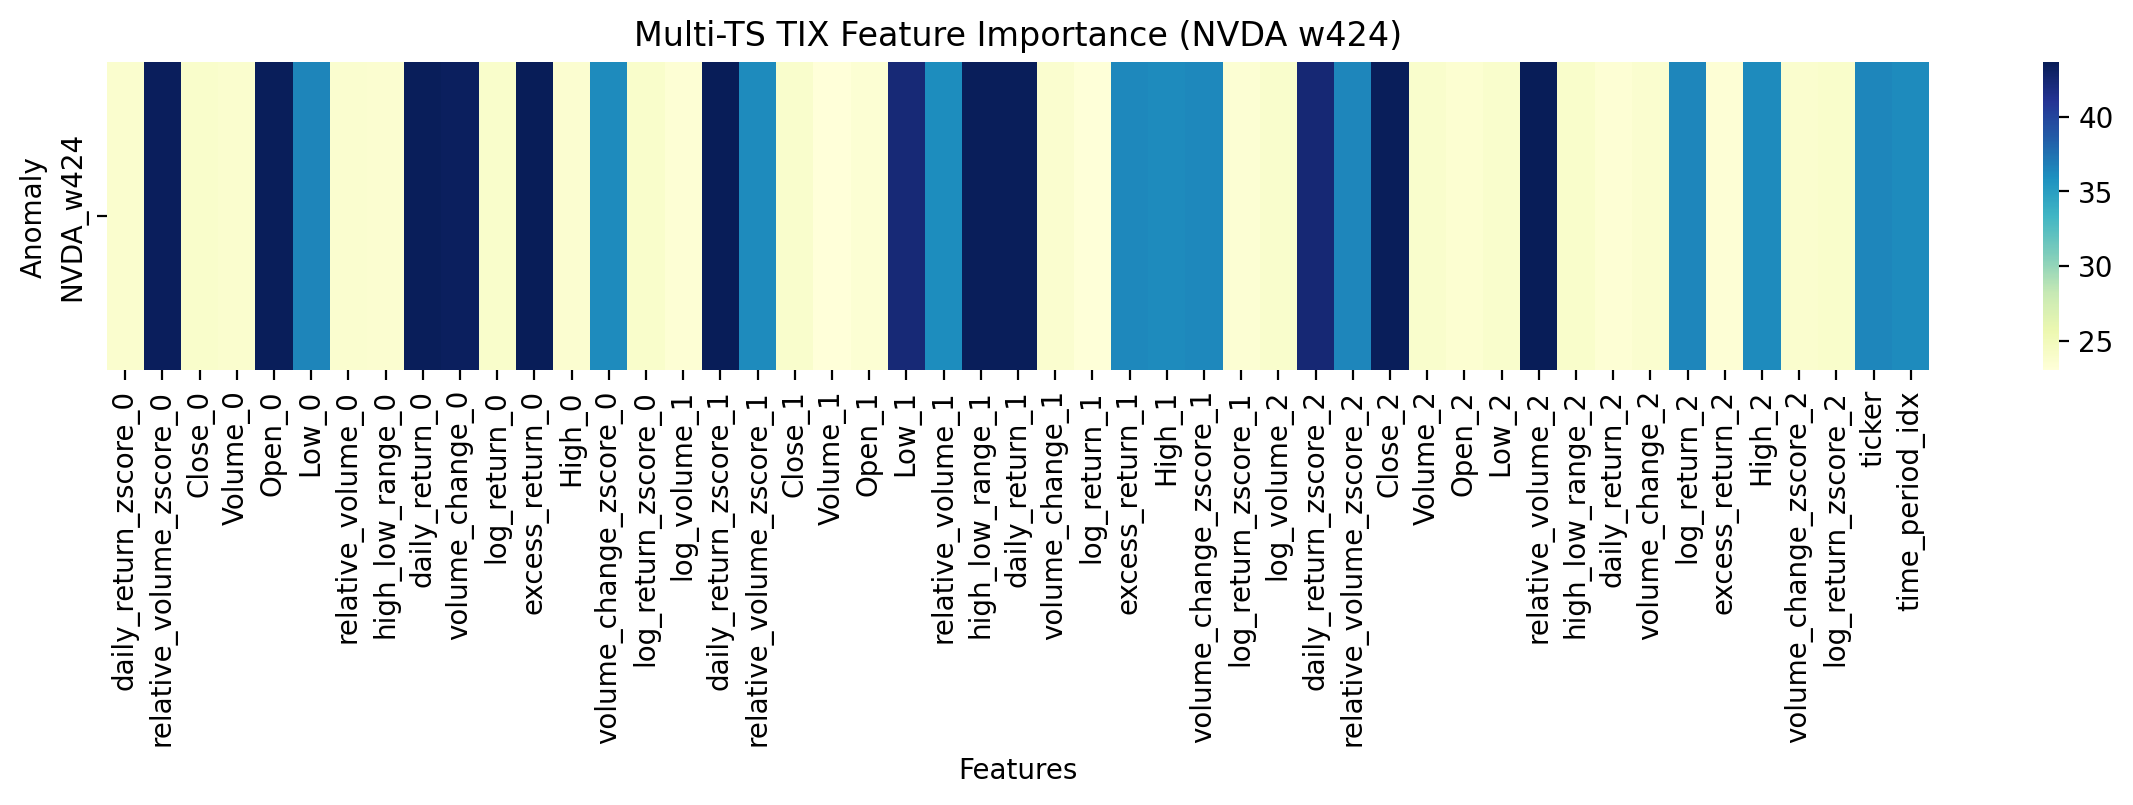 Multi-TS TIX Feature Importance (NVDA w424)
Anomaly
NVDA_w424
40
35
30
25
daily_return_zscore_0
relative_volume_zscore_0
Close_0
Volume_0
Open_0
Low_0
relative_volume_0
high_low_range_0
daily_return_0
volume_change_0
log_return_0
excess_return_0
High_0
volume_change_zscore_0
log_return_zscore_0
log_volume_1
daily_return_zscore_1
relative_volume_zscore_1
Close_1
Volume_1
Open_1
Low_1
relative_volume_1
high_low_range_1
daily_return_1
volume_change_1
log_return_1
excess_return_1
High_1
volume_change_zscore_1
log_return_zscore_1
log_volume_2
daily_return_zscore_2
relative_volume_zscore_2
Close_2
Volume_2
Open_2
Low_2
relative_volume_2
high_low_range_2
daily_return_2
volume_change_2
log_return_2
excess_return_2
High_2
volume_change_zscore_2
log_return_zscore_2
ticker
time_period_idx
Features